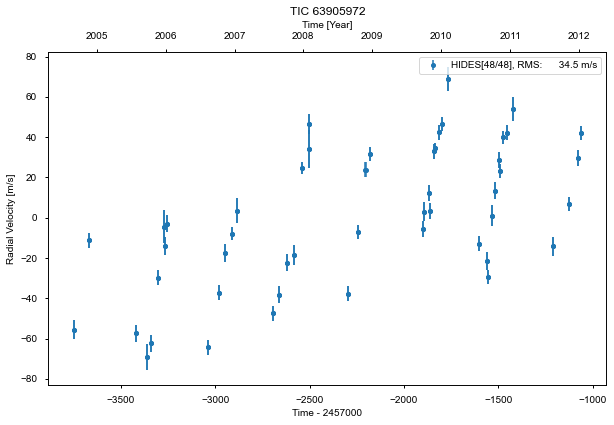 TIC 63905972
Time [Year]
2005 2006 2007 2008 2009 2010 2011 2012
HIDES[48/48], RMS: 34.5 m/s
Radial Velocity [m/s]
80
60
40
20
0
−20
−40
−60
−80
−3500 −3000 −2500 −2000 −1500 −1000
Time - 2457000